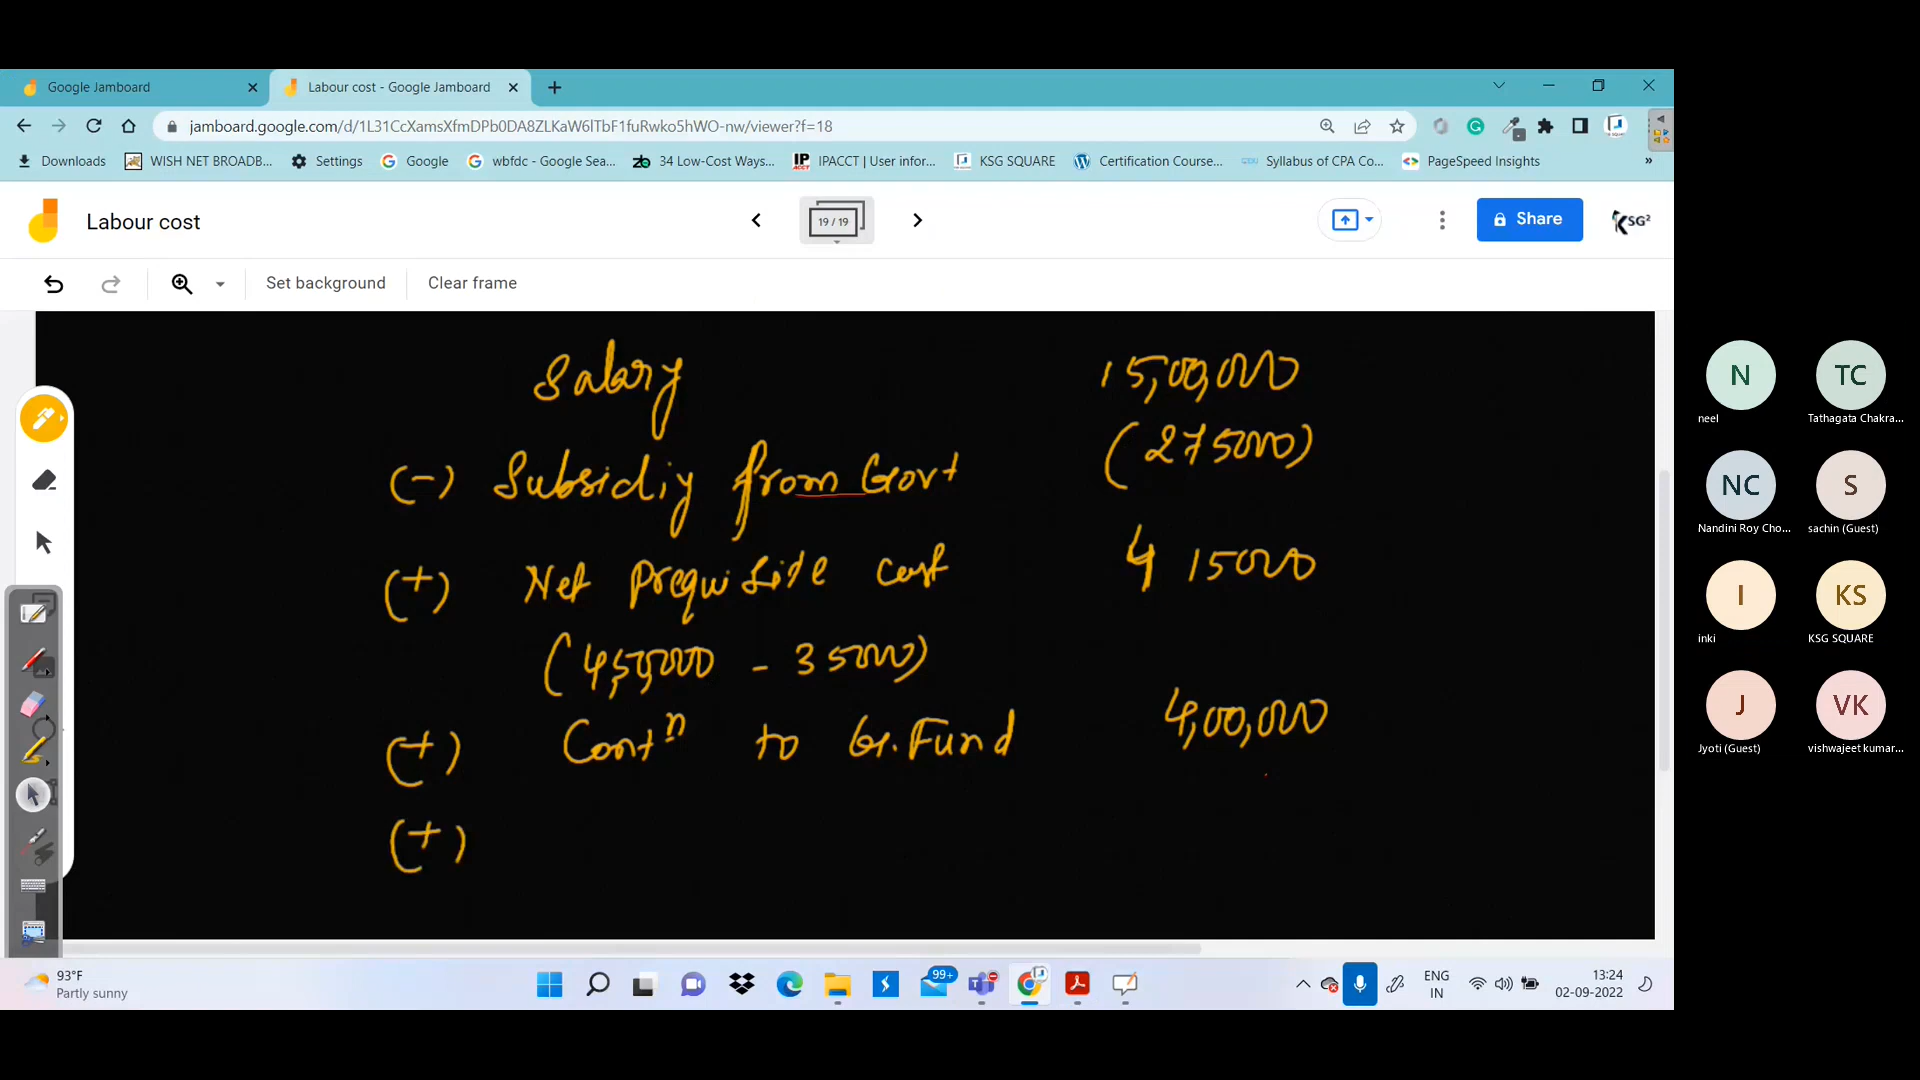 Google Jamboard
Labour cost - Google Jamboard
jamboard.google.com/d/1L31CcXamsXfmDPb0DA8ZLKaW6lTbF1fuRwko5hWO-nw/viewer?f=18
Downloads WISH NET BROADB... Settings Google wbfdc - Google Sea... 34 Low-Cost Ways... IPACCT | User infor... KSG SQUARE Certification Course... Syllabus of CPA Co... PageSpeed Insights »
Labour cost
19 / 19
Share
KSG²
Set background
Clear frame
Salary 15,00,000
(-) Subsidiy from Govt (275000)
(+) Net Prequisite cost 415000
(4,50,000 - 35000)
(+) Contn to Gr. Fund 4,00,000
(+)
N
neel
TC
Tathagata Chakra...
NC
Nandini Roy Cho...
S
sachin (Guest)
I
inki
KS
KSG SQUARE
J
Jyoti (Guest)
VK
vishwajeet kumar...
93°F
Partly sunny
99+
ENG
IN
13:24
02-09-2022